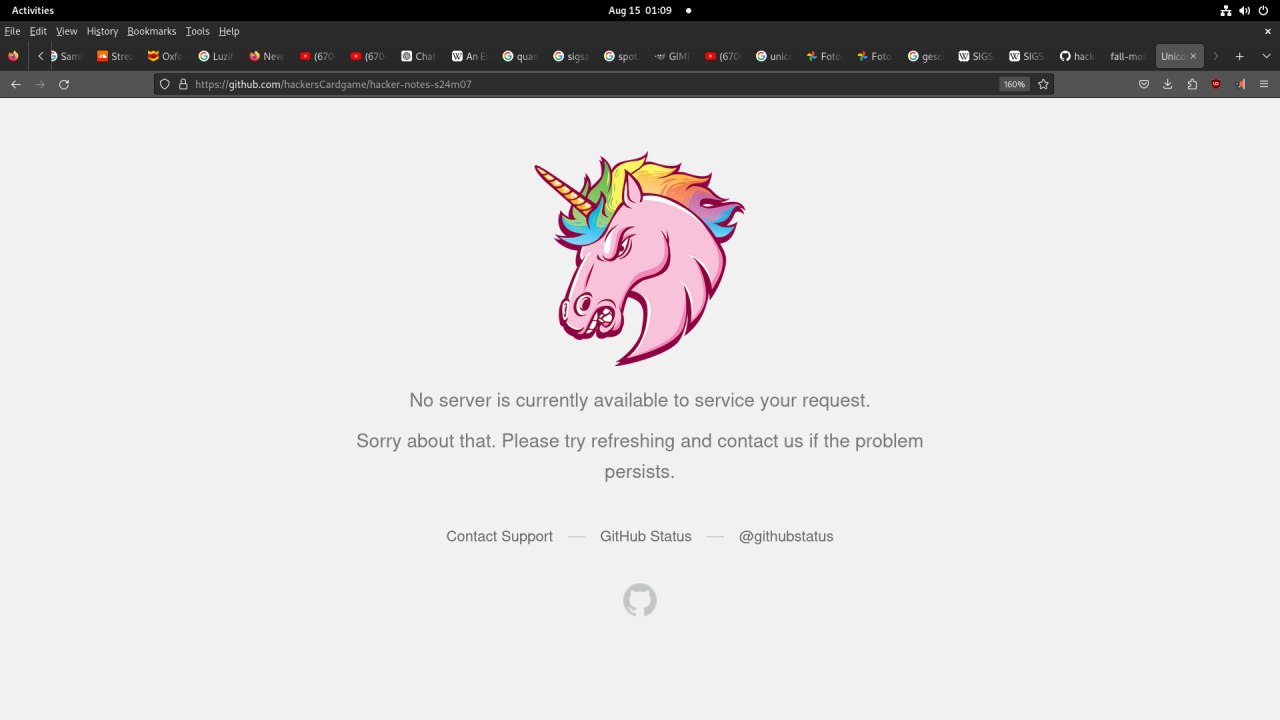 Activities
Aug 15 01:09
File Edit View History Bookmarks Tools Help
Sam Strea Oxfo Luzif New (670 (670 Chat An E quan sigs spot. GIMI (670 unic Foto Foto gesc SIGS SIGS hack fall-mo Unico
https://github.com/hackersCardgame/hacker-notes-s24m07
160%
No server is currently available to service your request.
Sorry about that. Please try refreshing and contact us if the problem
persists.
Contact Support — GitHub Status — @githubstatus